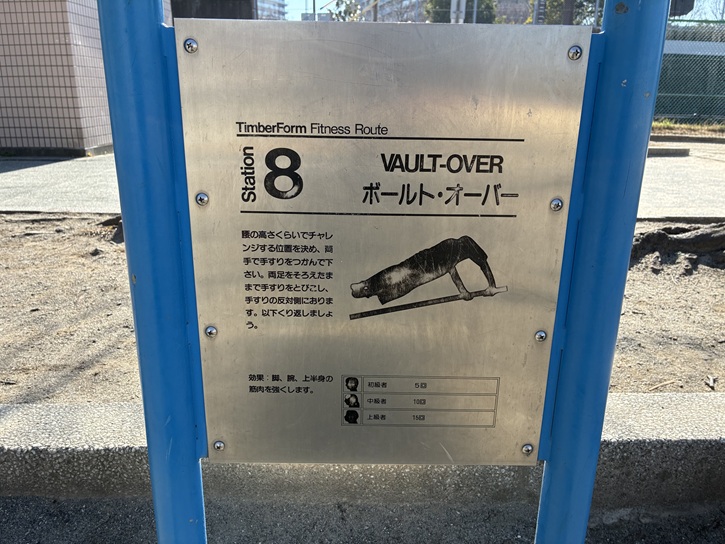 TimberForm Fitness Route
Station 8
VAULT-OVER
ボールト・オーバー
腰の高さくらいでチャレ
ンジする位置を決め、両
手で手すりをつかんで下
さい。両足をそろえたま
まで手すりをとびこし、
手すりの反対側におりま
す。以下くり返しましょ
う。
効果:脚、腕、上半身の
筋肉を強くします。
初級者 5回
中級者 10回
上級者 15回